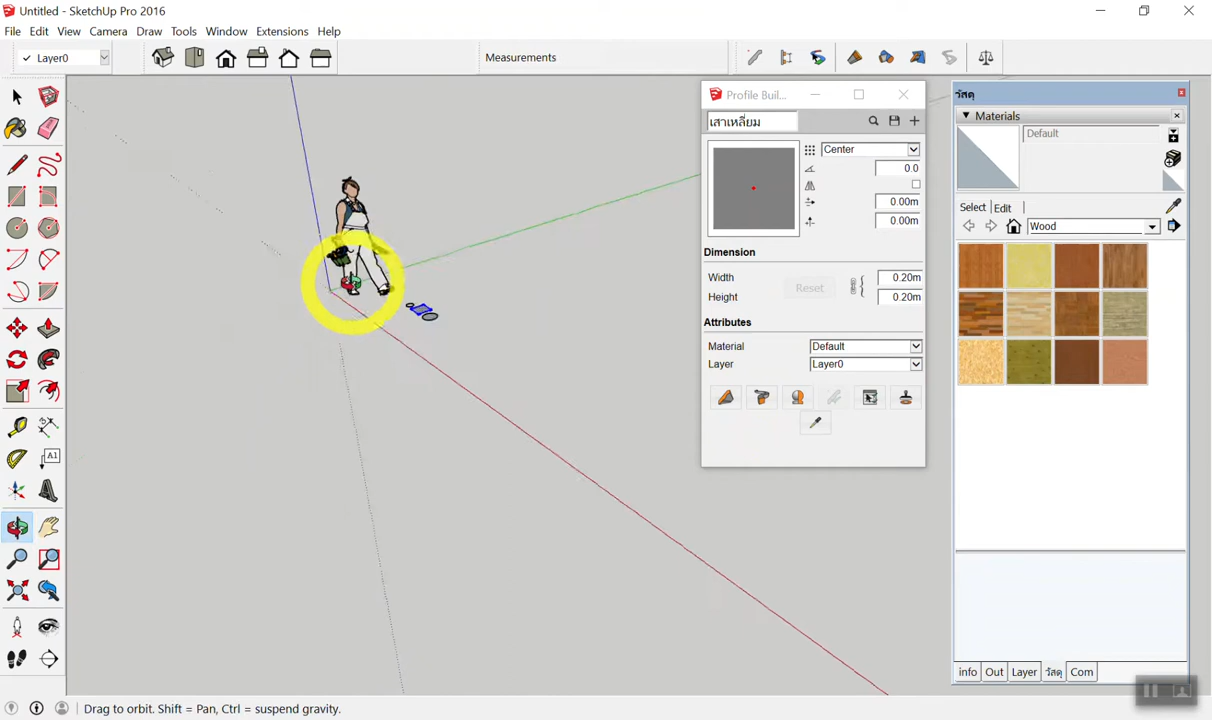 Untitled - SketchUp Pro 2016
File Edit View Camera Draw Tools Window Extensions Help
Layer0
Measurements
Profile Buil...
วัสดุ
Materials
เสาเหลี่ยม
Default
Center
0.0
0.00m
0.00m
Select Edit
Wood
Dimension
Width 0.20m
Reset
Height 0.20m
Attributes
Material Default
Layer Layer0
A1
info Out Layer วัสดุ Com
Drag to orbit. Shift = Pan, Ctrl = suspend gravity.